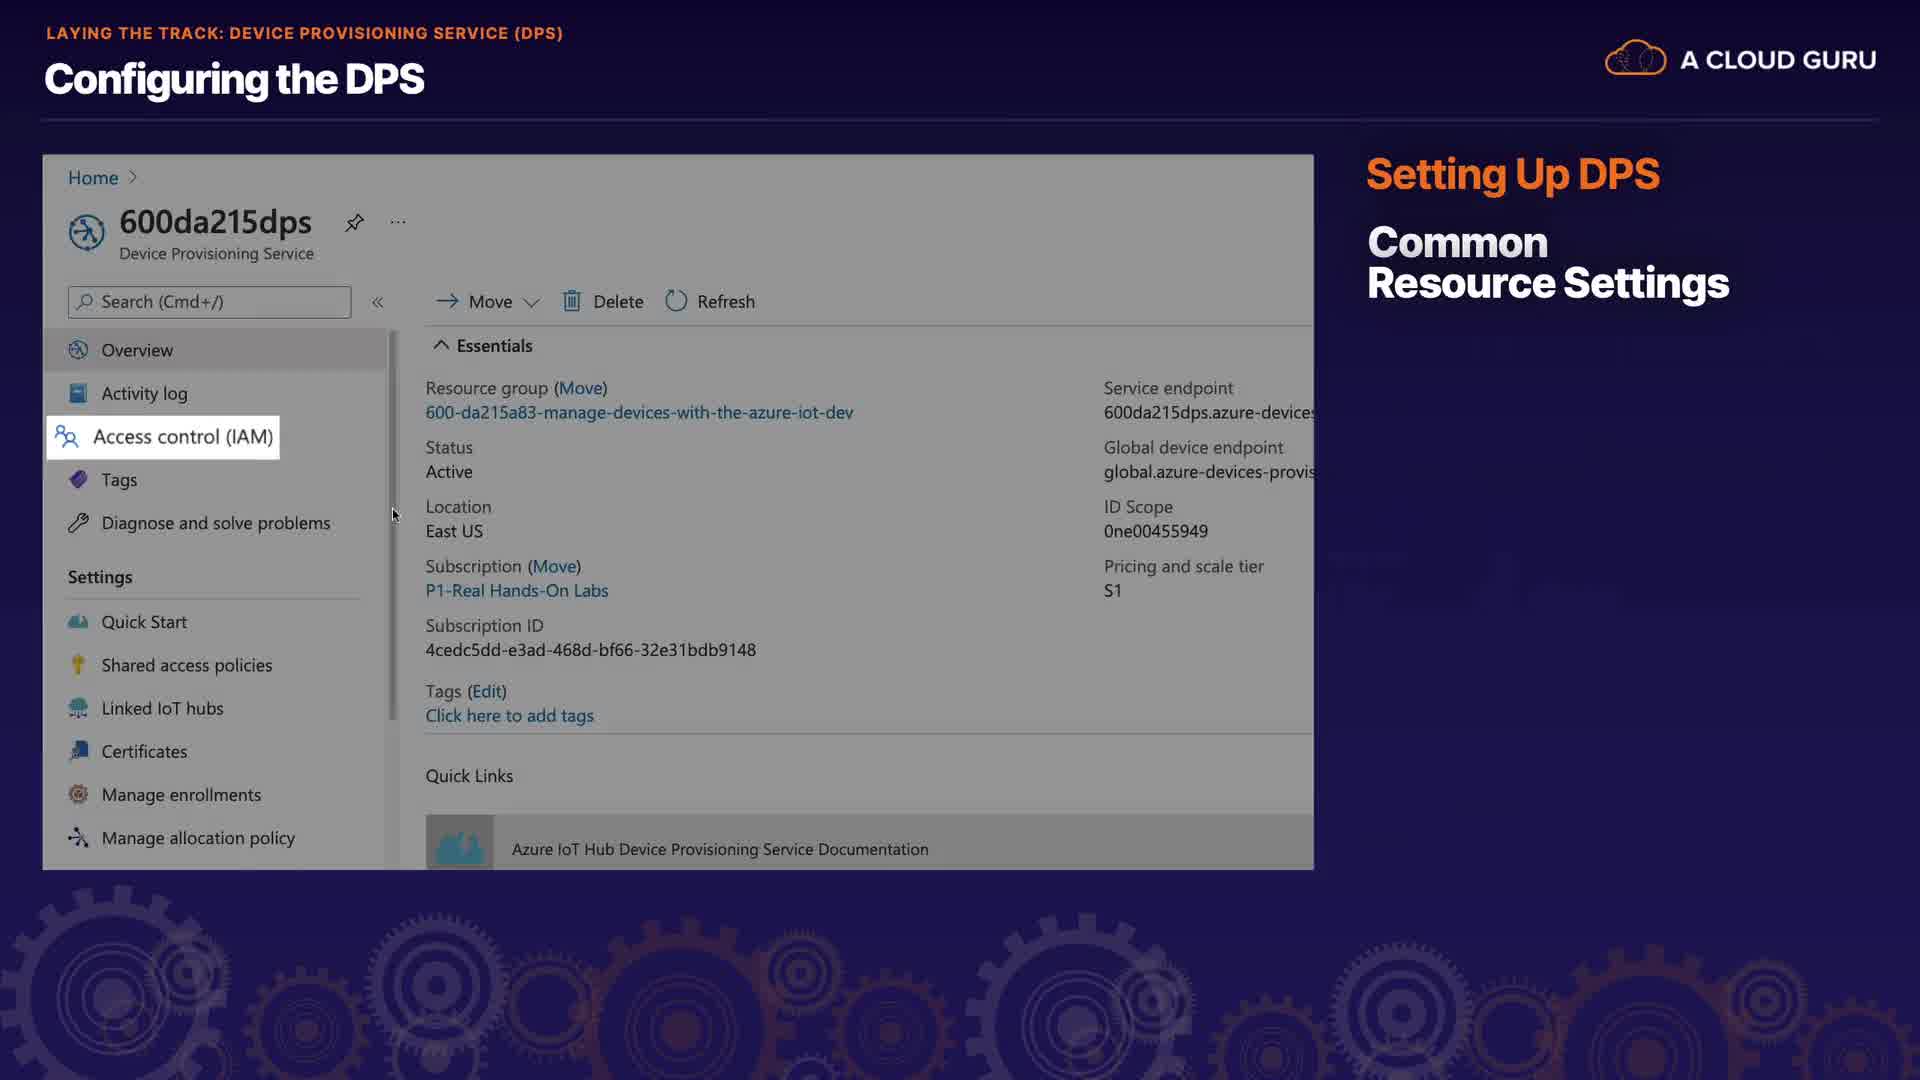 LAYING THE TRACK: DEVICE PROVISIONING SERVICE (DPS)
Configuring the DPS
A CLOUD GURU
Home
600da215dps
Device Provisioning Service
Search (Cmd+/)
Move
Delete
Refresh
Overview
Activity log
Access control (IAM)
Tags
Diagnose and solve problems
Settings
Quick Start
Shared access policies
Linked IoT hubs
Certificates
Manage enrollments
Manage allocation policy
Essentials
Resource group (Move)
600-da215a83-manage-devices-with-the-azure-iot-dev
Status
Active
Location
East US
Subscription (Move)
P1-Real Hands-On Labs
Subscription ID
4cedc5dd-e3ad-468d-bf66-32e31bdb9148
Tags (Edit)
Click here to add tags
Service endpoint
600da215dps.azure-devices
Global device endpoint
global.azure-devices-provis
ID Scope
0ne00455949
Pricing and scale tier
S1
Quick Links
Azure IoT Hub Device Provisioning Service Documentation
Setting Up DPS
Common
Resource Settings